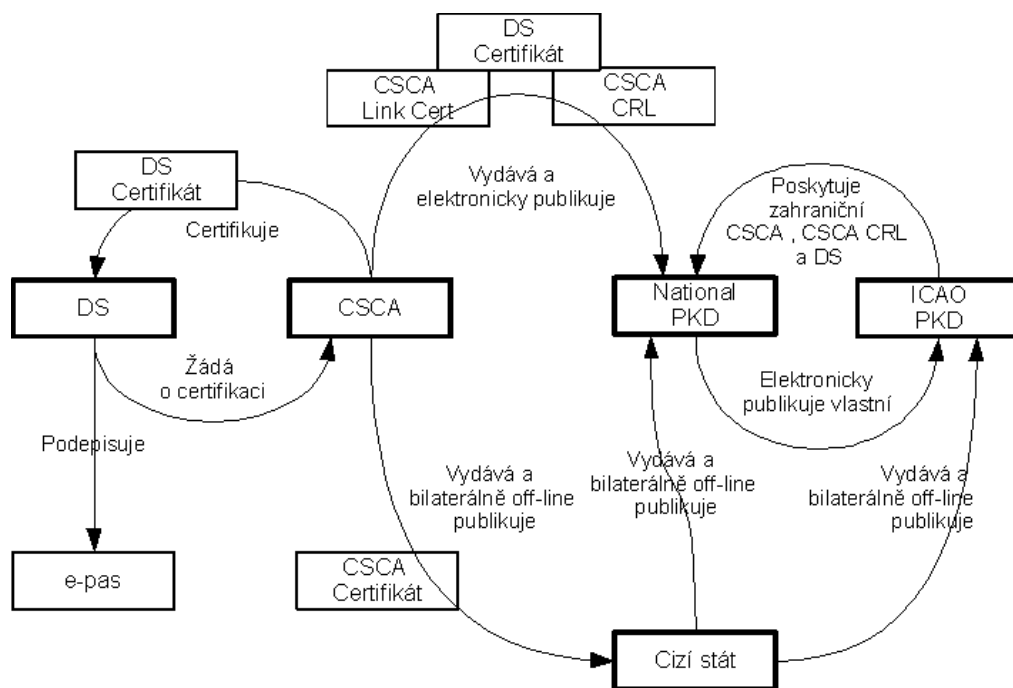 DS
Certifikát
CSCA
Link Cert
CSCA
CRL
DS
Certifikát
Vydává a
elektronicky publikuje
Poskytuje
zahraniční
CSCA , CSCA CRL
a DS
Certifikuje
DS
CSCA
National
PKD
ICAO
PKD
Žádá
o certifikaci
Elektronicky
publikuje vlastní
Podepisuje
Vydává a
bilaterálně off-line
publikuje
Vydává a
bilaterálně off-line
publikuje
Vydává a
bilaterálně off-line
publikuje
e-pas
CSCA
Certifikát
Cizí stát